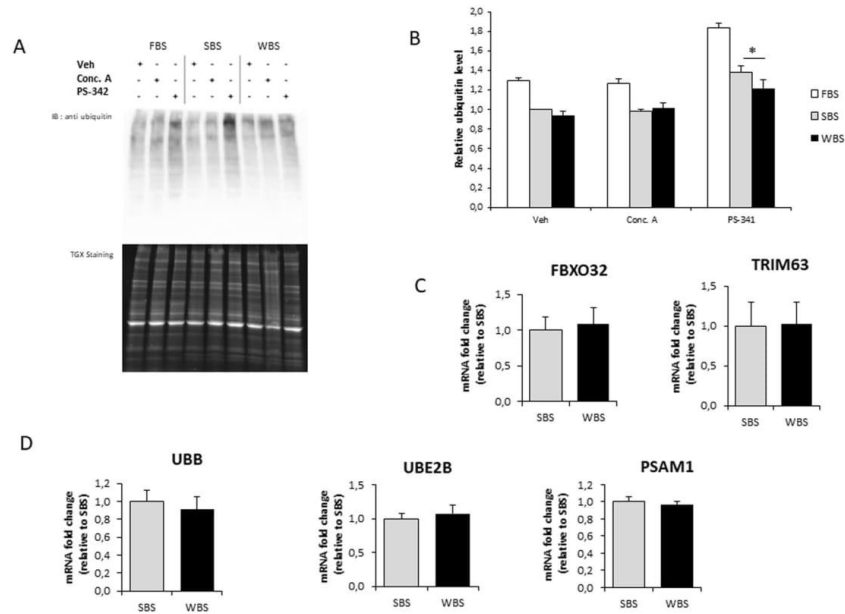 A
FBS SBS WBS
Veh + - - + - - + - -
Conc. A - + - - + - - + -
PS-342 - - + - - + - - +
IB : anti ubiquitin
TGX Staining
B
Relative ubiquitin level
2,0
1,8
1,6
1,4
1,2
1,0
0,8
0,6
0,4
0,2
0,0
*
Veh Conc. A PS-341
FBS
SBS
WBS
C
FBXO32
mRNA fold change
(relative to SBS)
1,5
1,0
0,5
0,0
SBS WBS
TRIM63
mRNA fold change
(relative to SBS)
1,5
1,0
0,5
0,0
SBS WBS
D
UBB
mRNA fold change
(relative to SBS)
1,2
1,0
0,8
0,6
0,4
0,2
0,0
SBS WBS
UBE2B
mRNA fold change
(relative to SBS)
1,5
1,0
0,5
0,0
SBS WBS
PSAM1
mRNA fold change
(relative to SBS)
1,2
1,0
0,8
0,6
0,4
0,2
0,0
SBS WBS